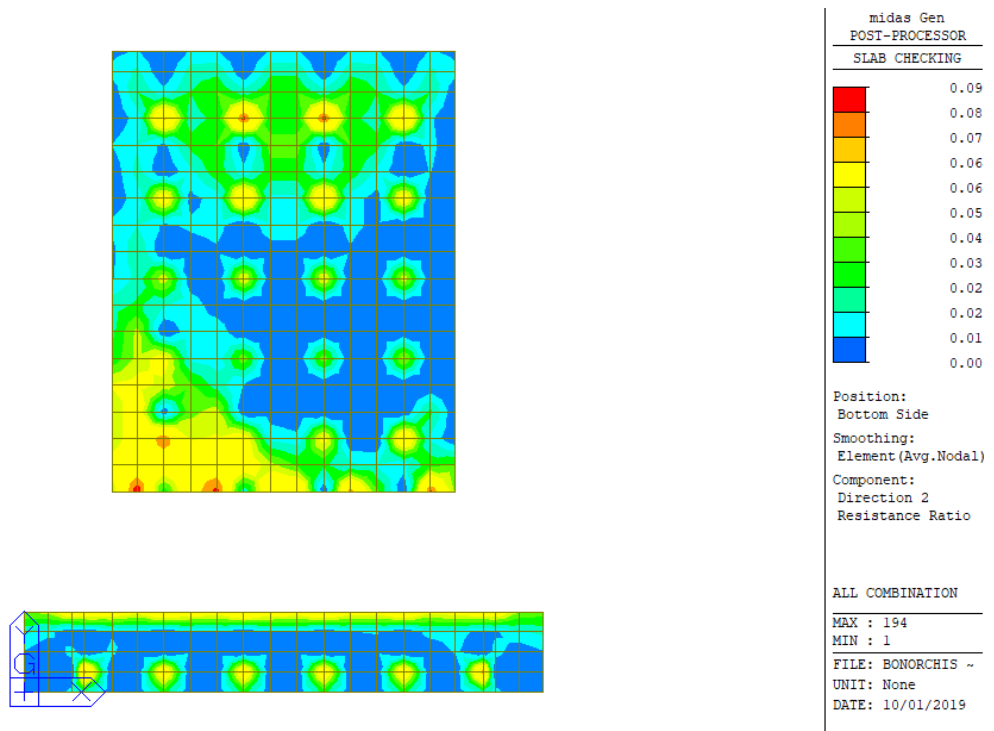 midas Gen
POST-PROCESSOR
SLAB CHECKING
0.09
0.08
0.07
0.06
0.06
0.05
0.04
0.03
0.02
0.02
0.01
0.00
Position:
Bottom Side
Smoothing:
Element(Avg.Nodal)
Component:
Direction 2
Resistance Ratio
ALL COMBINATION
MAX : 194
MIN : 1
FILE: BONORCHIS ~
UNIT: None
DATE: 10/01/2019
Y
G
X